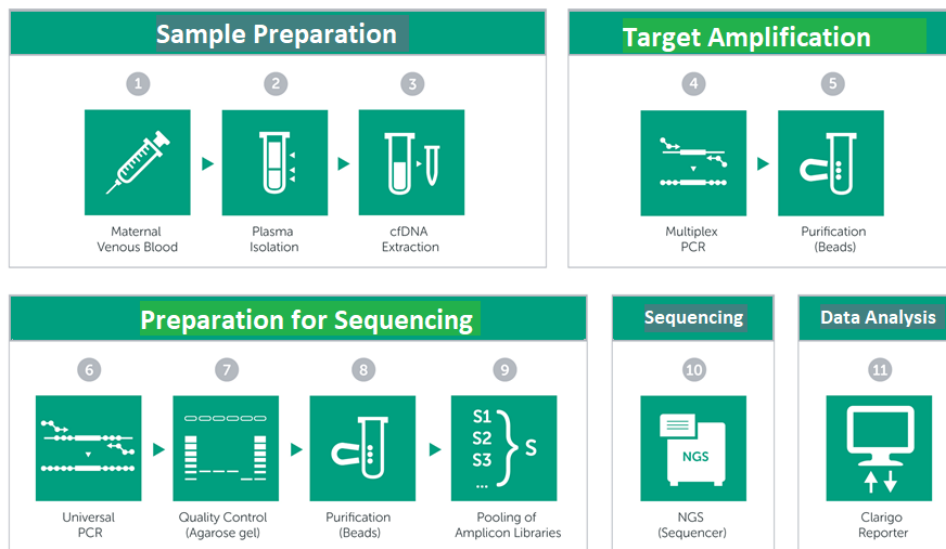 Sample Preparation
Target Amplification
1
2
3
4
5
Maternal
Venous Blood
Plasma
Isolation
cfDNA
Extraction
Multiplex
PCR
Purification
(Beads)
Preparation for Sequencing
Sequencing
Data Analysis
6
7
8
9
10
11
S1
S2
S3
...
S
NGS
Universal
PCR
Quality Control
(Agarose gel)
Purification
(Beads)
Pooling of
Amplicon Libraries
NGS
(Sequencer)
Clarigo
Reporter